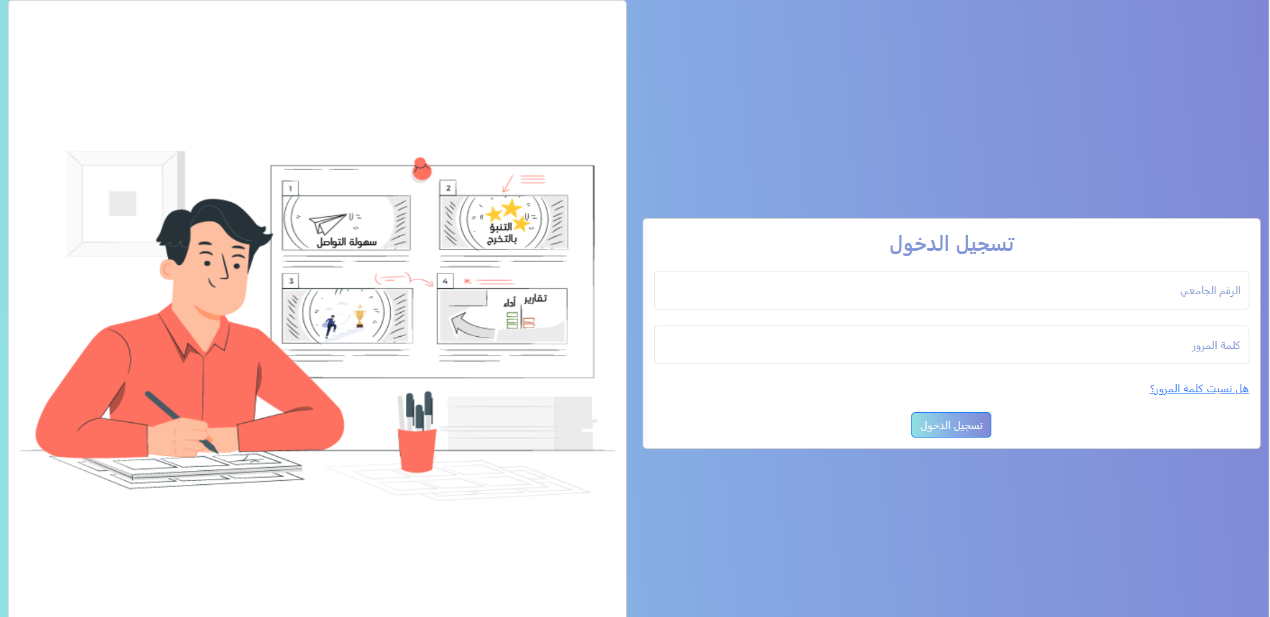 تسجيل الدخول
الرقم الجامعي
كلمة المرور
هل نسيت كلمة المرور؟
تسجيل الدخول
1
سهولة التواصل
2
التنبؤ
بالتخرج
3
4
تقارير
أداء